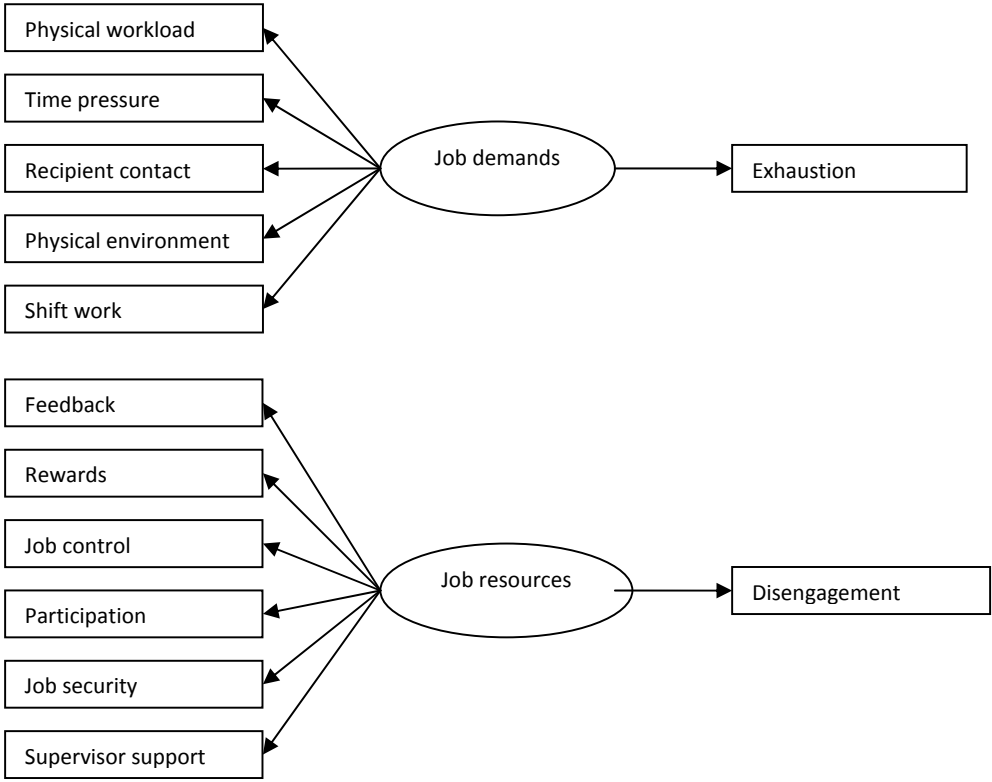 Physical workload
Time pressure
Recipient contact
Physical environment
Shift work
Job demands
Exhaustion
Feedback
Rewards
Job control
Participation
Job security
Supervisor support
Job resources
Disengagement